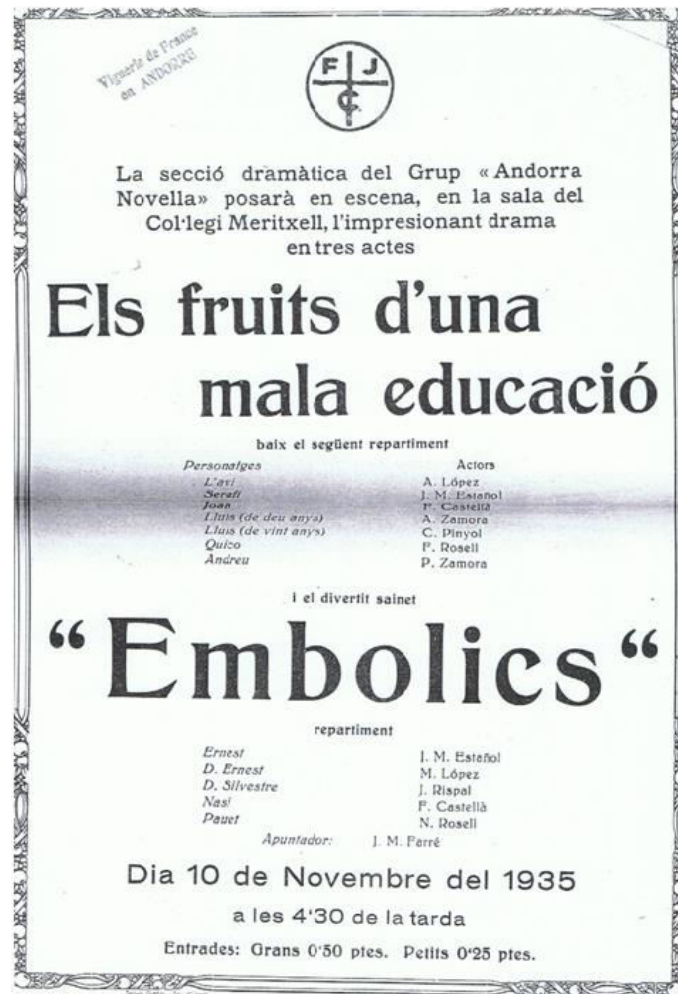 Viguerie de France
en ANDORRE
F J
C
La secció dramàtica del Grup «Andorra
Novella» posarà en escena, en la sala del
Col·legi Meritxell, l'impresionant drama
en tres actes
Els fruits d'una
mala educació
baix el següent repartiment
Personatges Actors
L'avi A. López
Serafí J. M. Estañol
Joan F. Castellà
Lluis (de deu anys) A. Zamora
Lluis (de vint anys) C. Pinyol
Quico F. Rosell
Andreu P. Zamora
i el divertit sainet
“Embolics“
repartiment
Ernest J. M. Estañol
D. Ernest M. López
D. Silvestre J. Rispal
Nasi F. Castellà
Pauet N. Rosell
Apuntador: J. M. Farré
Dia 10 de Novembre del 1935
a les 4'30 de la tarda
Entrades: Grans 0'50 ptes. Petits 0'25 ptes.